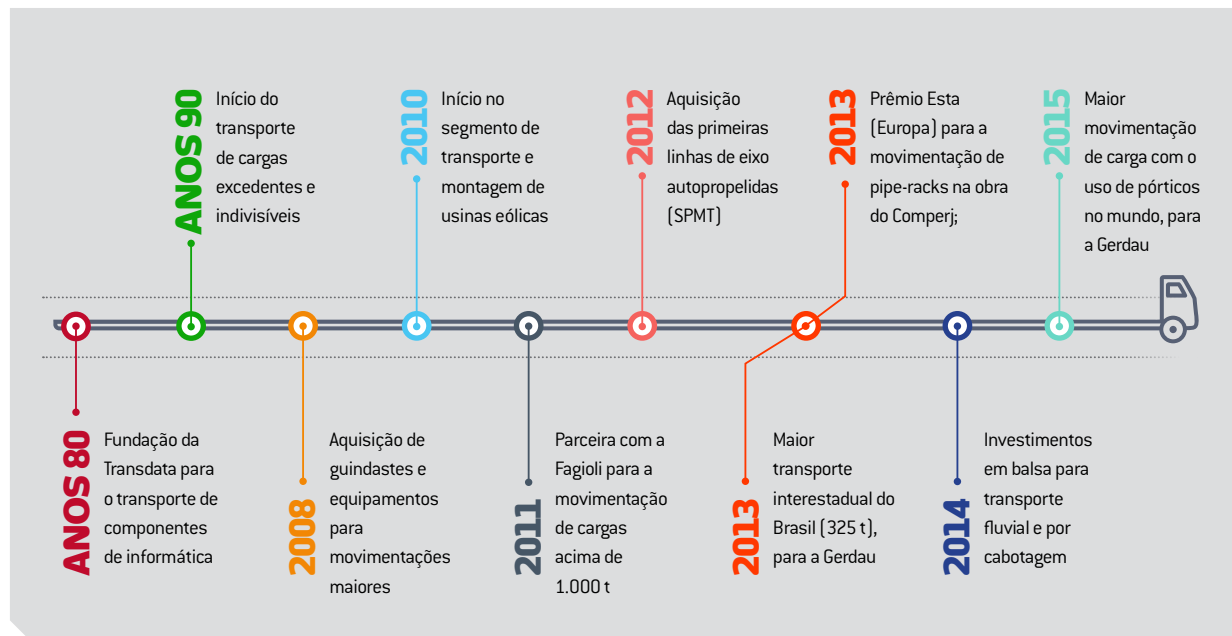 ANOS 80
Fundação da
Transdata para
o transporte de
componentes
de informática
ANOS 90
Início do
transporte
de cargas
excedentes e
indivisíveis
2008
Aquisição de
guindastes e
equipamentos
para
movimentações
maiores
2010
Início no
segmento de
transporte e
montagem de
usinas eólicas
2011
Parceira com a
Fagioli para a
movimentação
de cargas
acima de
1.000 t
2012
Aquisição
das primeiras
linhas de eixo
autopropelidas
(SPMT)
2013
Prêmio Esta
(Europa) para a
movimentação de
pipe-racks na obra
do Comperj;
2013
Maior
transporte
interestadual do
Brasil (325 t),
para a Gerdau
2014
Investimentos
em balsa para
transporte
fluvial e por
cabotagem
2015
Maior
movimentação
de carga com o
uso de pórticos
no mundo, para
a Gerdau